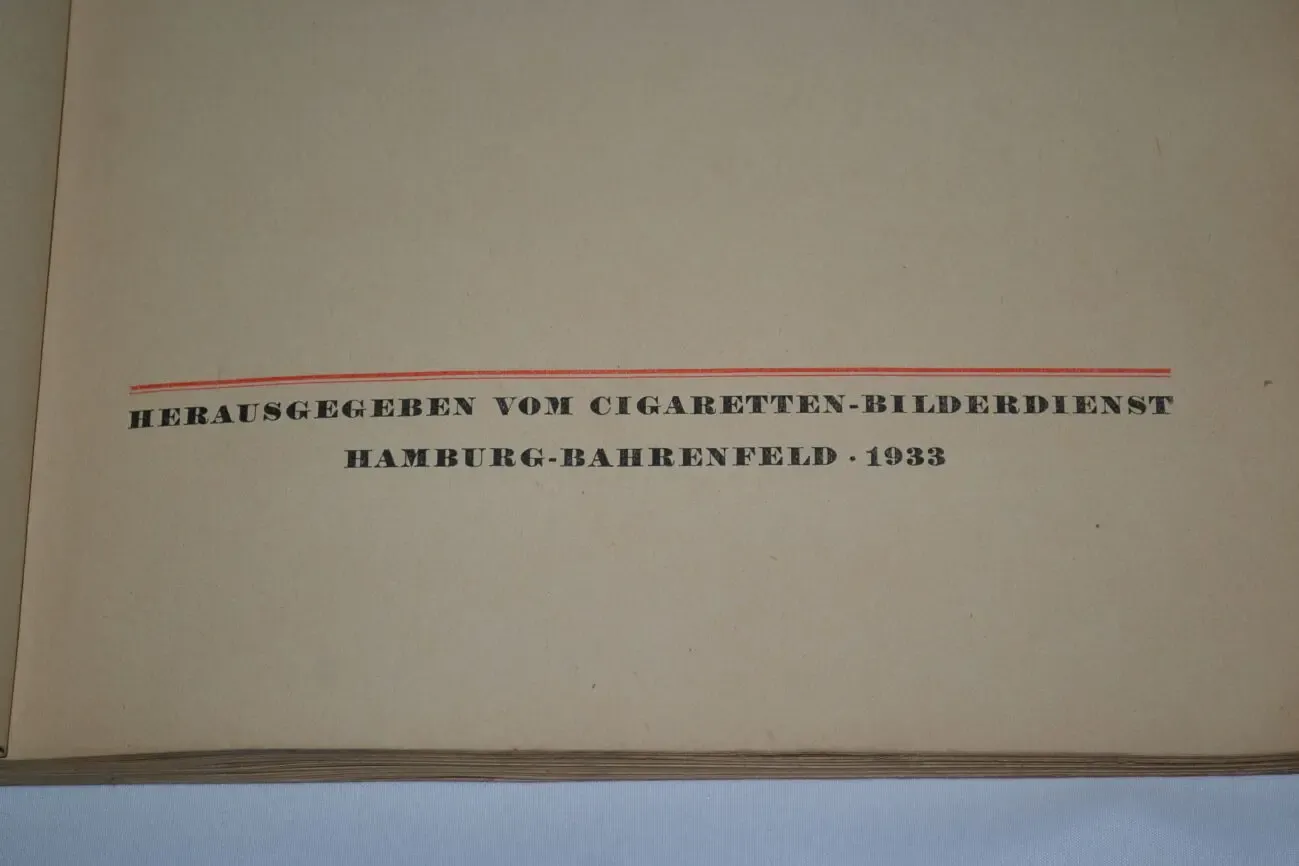 HERAUSGEGEBEN VOM CIGARETTEN-BILDERDIENST
HAMBURG-BAHRENFELD · 1933